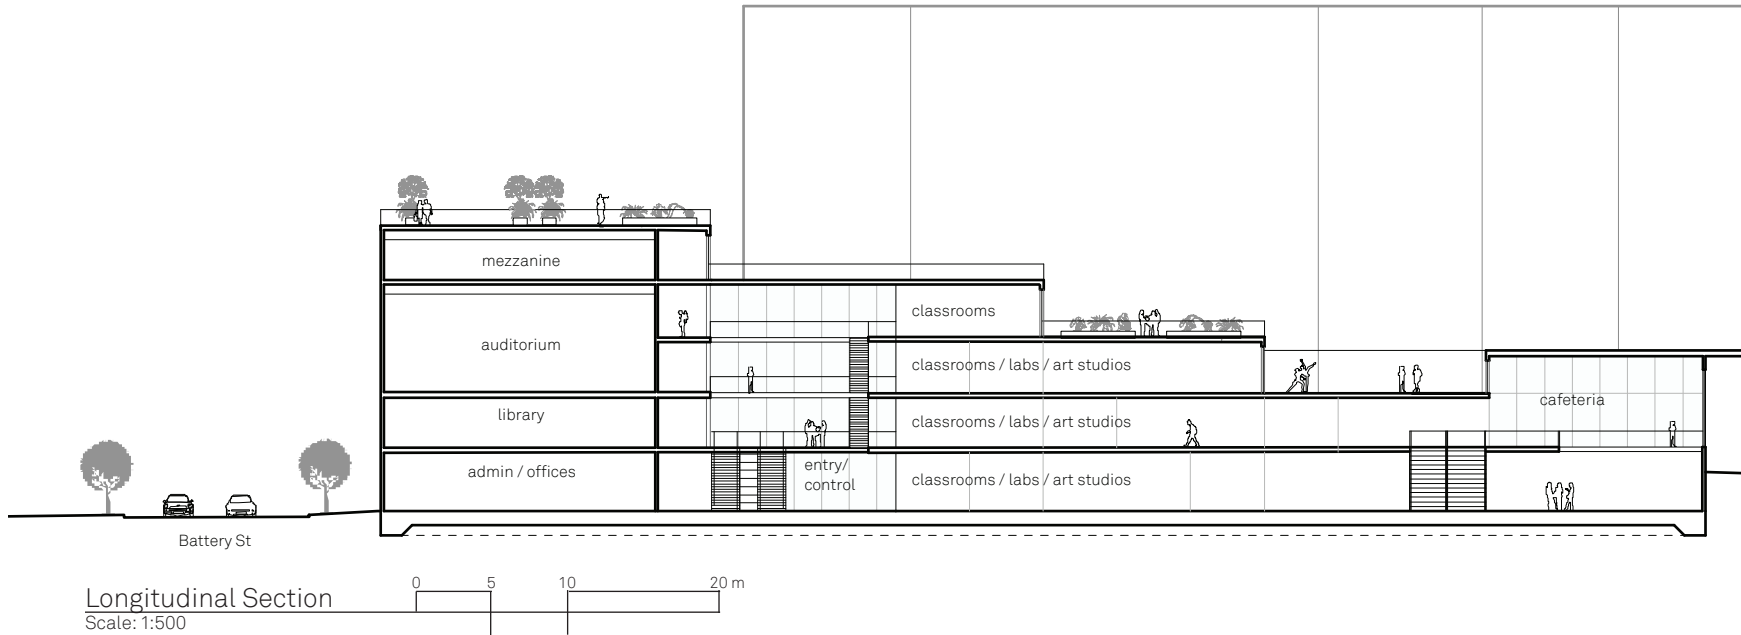 mezzanine
classrooms
auditorium
classrooms / labs / art studios
library
classrooms / labs / art studios
cafeteria
admin / offices
entry/
control
classrooms / labs / art studios
Battery St
0 5 10 20 m
Longitudinal Section
Scale: 1:500